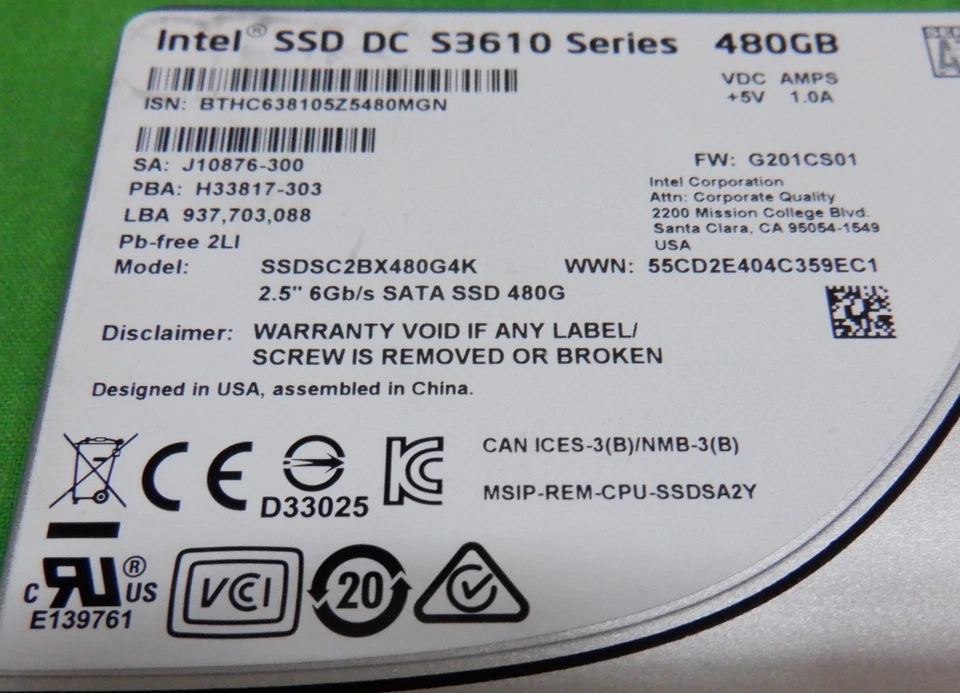 Intel® SSD DC S3610 Series 480GB
VDC AMPS
+5V 1.0A
ISN: BTHC638105Z5480MGN
SA: J10876-300
PBA: H33817-303
LBA 937,703,088
Pb-free 2LI
FW: G201CS01
Intel Corporation
Attn: Corporate Quality
2200 Mission College Blvd.
Santa Clara, CA 95054-1549
USA
Model: SSDSC2BX480G4K WWN: 55CD2E404C359EC1
2.5" 6Gb/s SATA SSD 480G
Disclaimer: WARRANTY VOID IF ANY LABEL/
SCREW IS REMOVED OR BROKEN
Designed in USA, assembled in China.
CE
D33025
KC
CAN ICES-3(B)/NMB-3(B)
MSIP-REM-CPU-SSDSA2Y
C RU ® US
E139761
VCCI
20